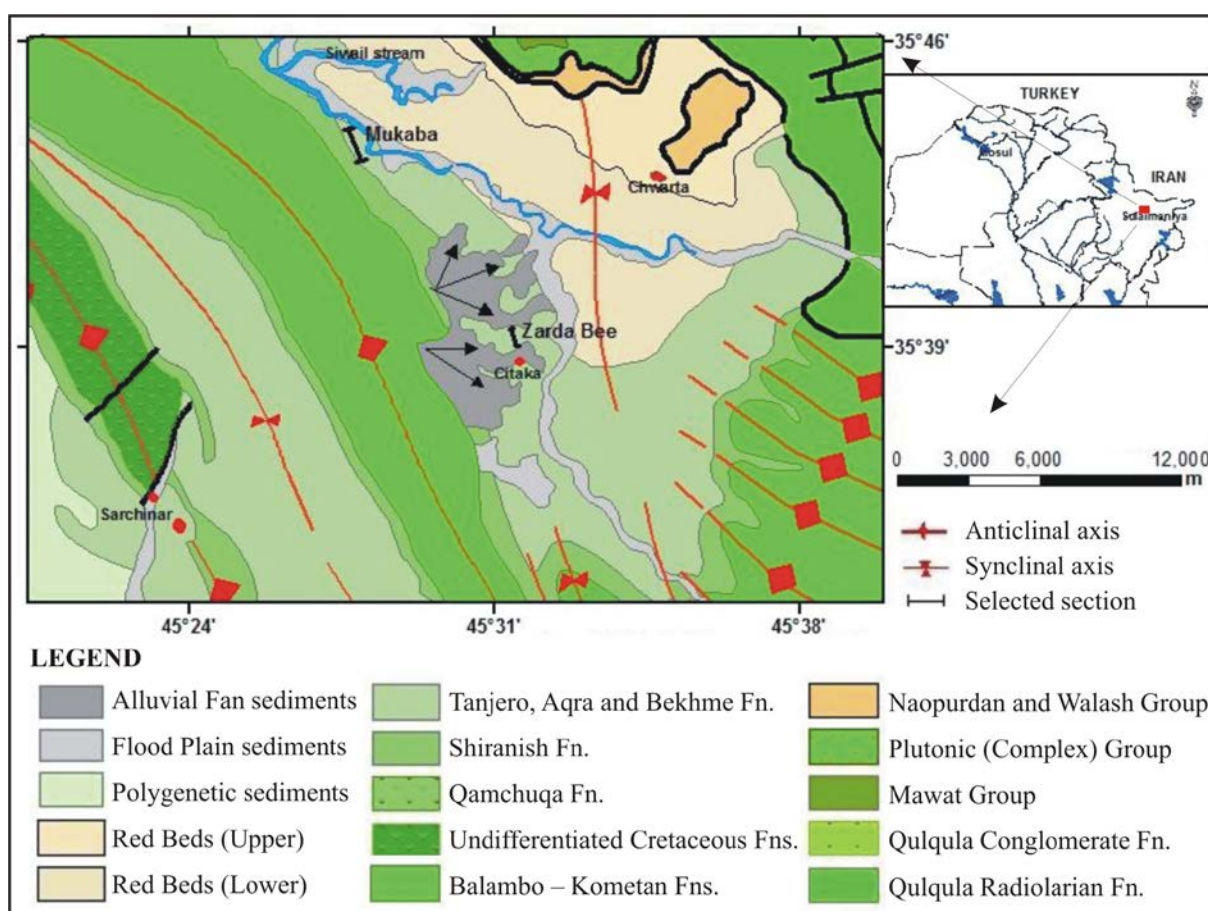 Siwail stream
Mukaba
Chwarta
Zarda Bee
Citaka
Sarchinar
35°46'
35°39'
45°24'
45°31'
45°38'
TURKEY
N
Mosul
IRAN
Sulaimaniya
0 3,000 6,000 12,000
m
Anticlinal axis
Synclinal axis
Selected section
LEGEND
Alluvial Fan sediments
Flood Plain sediments
Polygenetic sediments
Red Beds (Upper)
Red Beds (Lower)
Tanjero, Aqra and Bekhme Fn.
Shiranish Fn.
Qamchuqa Fn.
Undifferentiated Cretaceous Fns.
Balambo – Kometan Fns.
Naopurdan and Walash Group
Plutonic (Complex) Group
Mawat Group
Qulqula Conglomerate Fn.
Qulqula Radiolarian Fn.